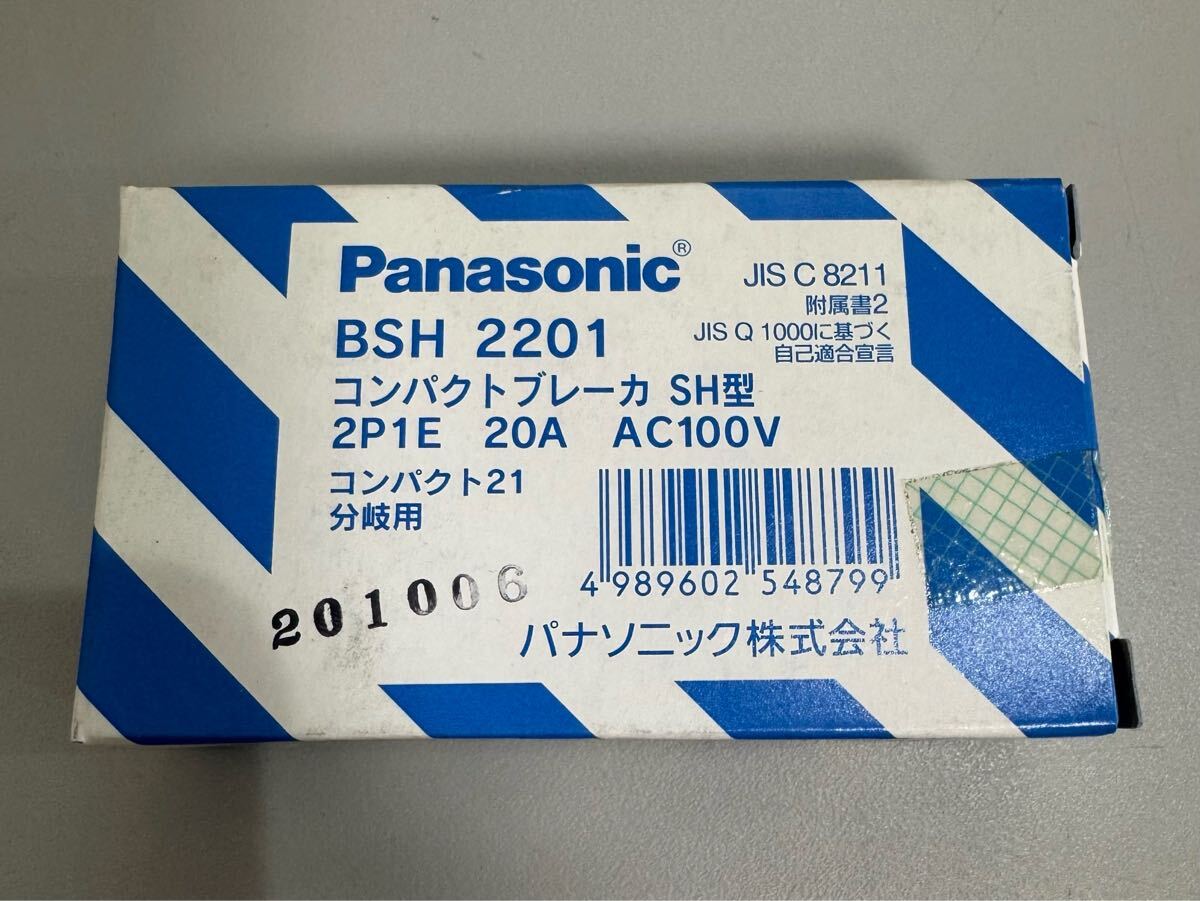 Panasonic®
JIS C 8211
附属書2
BSH 2201
JIS Q 1000に基づく
自己適合宣言
コンパクトブレーカ SH型
2P1E 20A AC100V
コンパクト21
分岐用
4 989602 548799
201006
パナソニック株式会社